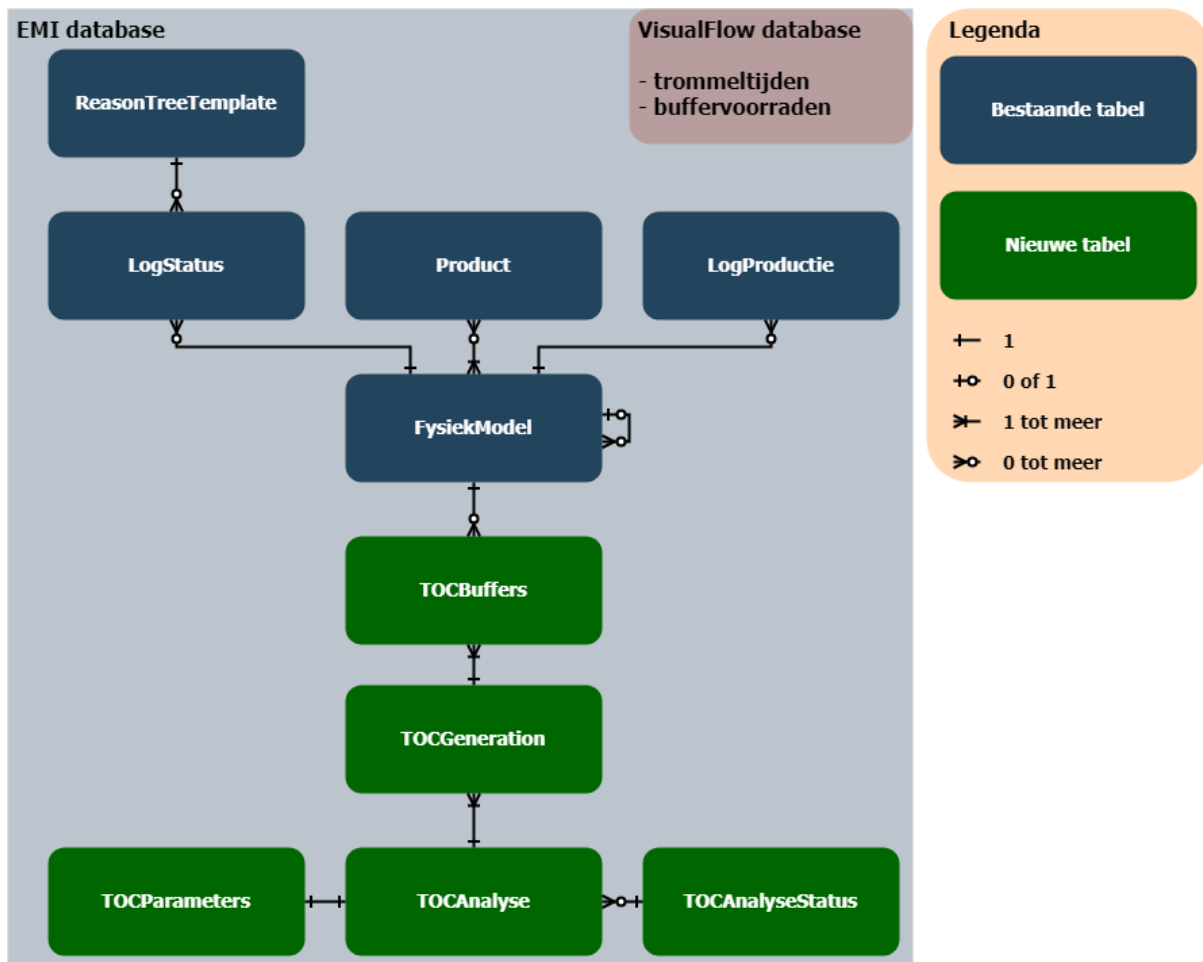 EMI database
VisualFlow database
- trommeltijden
- buffervoorraden
Legenda
ReasonTreeTemplate
Bestaande tabel
LogStatus
Product
LogProductie
Nieuwe tabel
1
0 of 1
1 tot meer
0 tot meer
FysiekModel
TOCBuffers
TOCGeneration
TOCParameters
TOCAnalyse
TOCAnalyseStatus